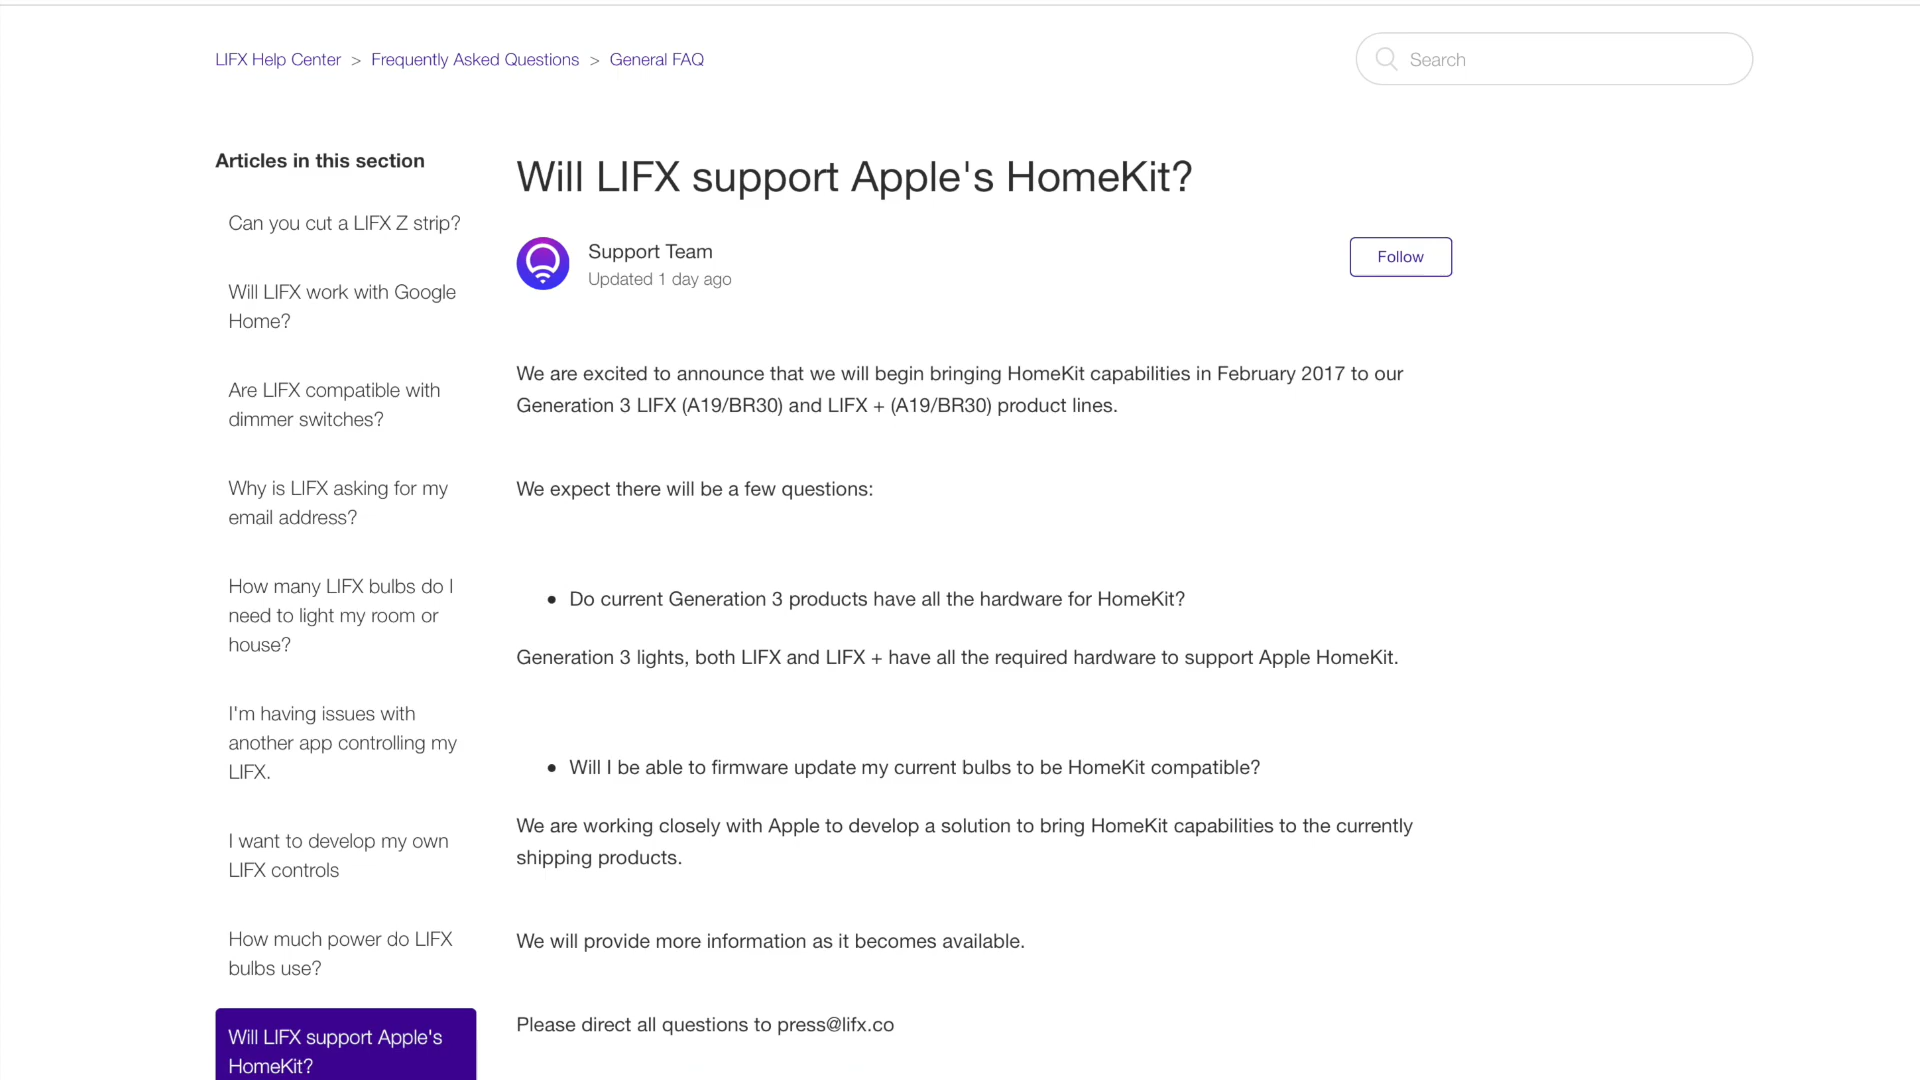 LIFX Help Center > Frequently Asked Questions > General FAQ
Search
Articles in this section
Can you cut a LIFX Z strip?
Will LIFX work with Google
Home?
Are LIFX compatible with
dimmer switches?
Why is LIFX asking for my
email address?
How many LIFX bulbs do I
need to light my room or
house?
I'm having issues with
another app controlling my
LIFX.
I want to develop my own
LIFX controls
How much power do LIFX
bulbs use?
Will LIFX support Apple's
HomeKit?
Will LIFX support Apple's HomeKit?
Support Team
Updated 1 day ago
Follow
We are excited to announce that we will begin bringing HomeKit capabilities in February 2017 to our
Generation 3 LIFX (A19/BR30) and LIFX + (A19/BR30) product lines.
We expect there will be a few questions:
• Do current Generation 3 products have all the hardware for HomeKit?
Generation 3 lights, both LIFX and LIFX + have all the required hardware to support Apple HomeKit.
• Will I be able to firmware update my current bulbs to be HomeKit compatible?
We are working closely with Apple to develop a solution to bring HomeKit capabilities to the currently
shipping products.
We will provide more information as it becomes available.
Please direct all questions to press@lifx.co